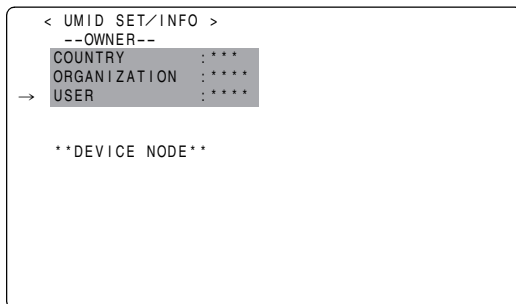 < UMID SET/INFO >
--OWNER--
COUNTRY :***
ORGANIZATION :****
→ USER :****
**DEVICE NODE**